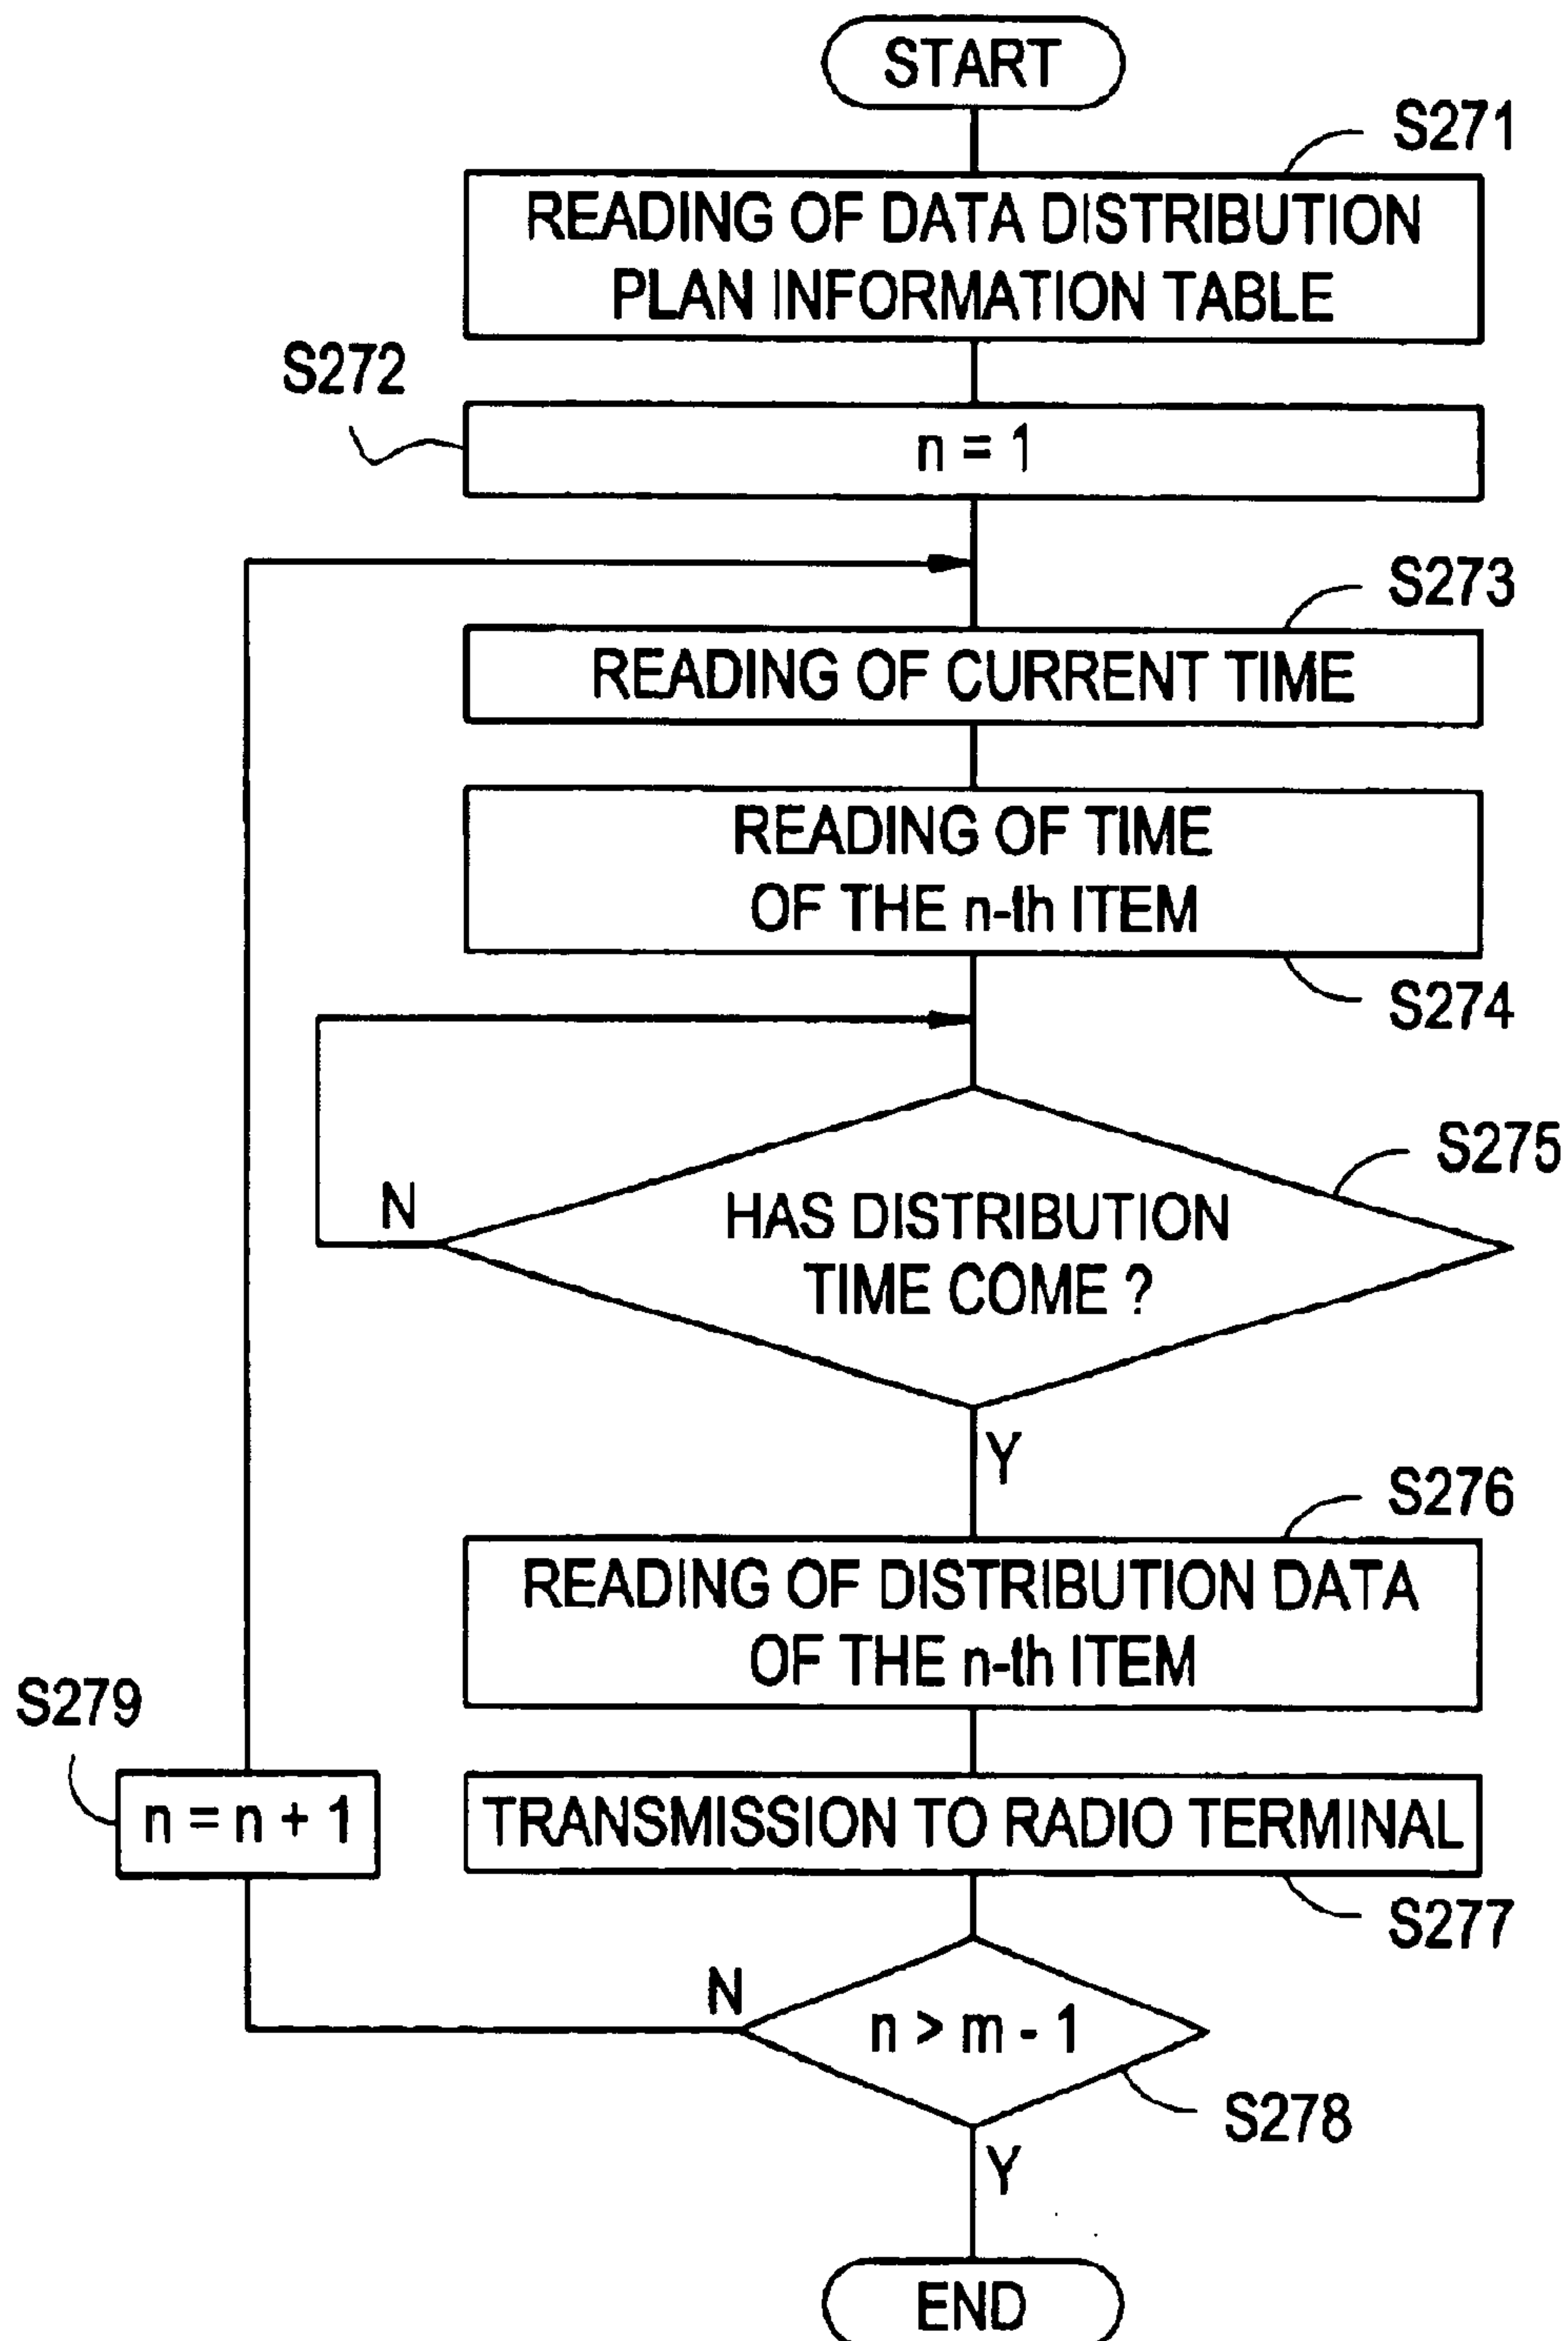 START
S271
READING OF DATA DISTRIBUTION
PLAN INFORMATION TABLE
S272
n = 1
S273
READING OF CURRENT TIME
READING OF TIME
OF THE n-th ITEM
S274
S275
N
HAS DISTRIBUTION
TIME COME ?
Y
S276
READING OF DISTRIBUTION DATA
OF THE n-th ITEM
S279
n = n + 1
TRANSMISSION TO RADIO TERMINAL
S277
N
n > m - 1
S278
Y
END